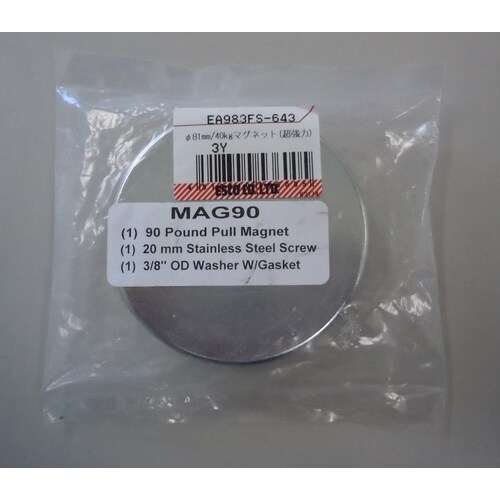 EA983FS-643
φ81mm/40kgマグネット(超強力)
3Y
ESCO CO.,LTD.
MAG90
(1) 90 Pound Pull Magnet
(1) 20 mm Stainless Steel Screw
(1) 3/8" OD Washer W/Gasket